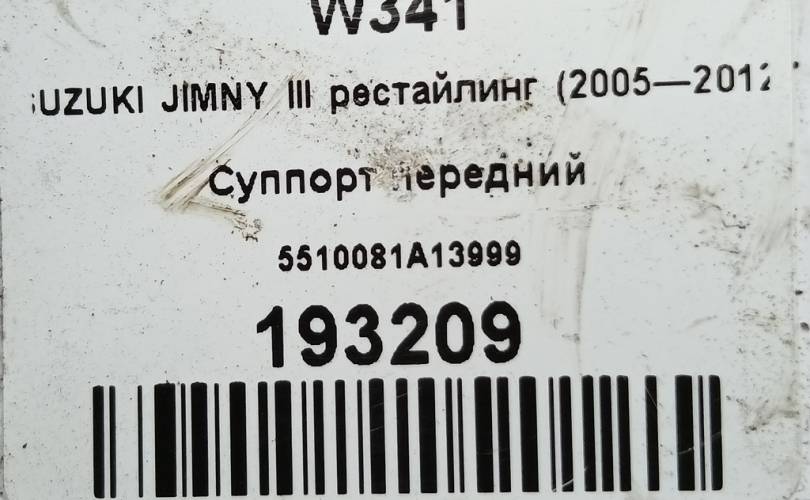 W341
SUZUKI JIMNY III рестайлинг (2005—2012
Суппорт передний
5510081A13999
193209